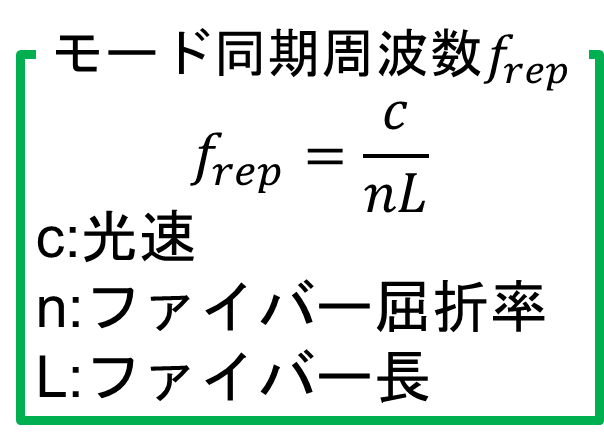 モード同期周波数f_rep
f_rep = c/nL
c:光速
n:ファイバー屈折率
L:ファイバー長